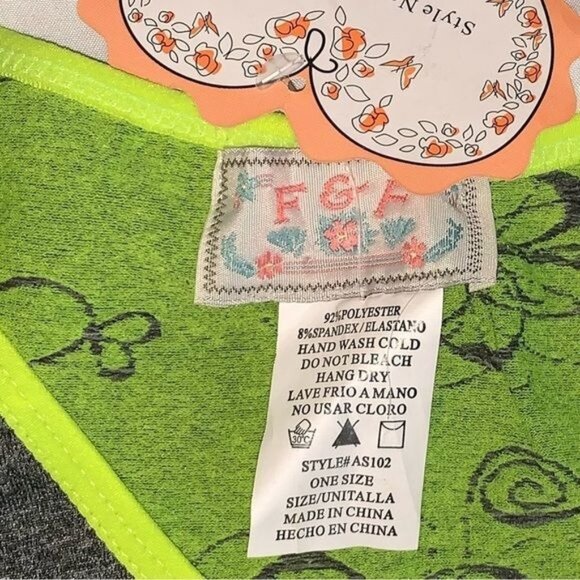 Style N
F & F
92%POLYESTER
8%SPANDEX/ELASTANO
HAND WASH COLD
DO NOT BLEACH
HANG DRY
LAVE FRIO A MANO
NO USAR CLORO
30°C
STYLE#AS102
ONE SIZE
SIZE/UNITALLA
MADE IN CHINA
HECHO EN CHINA